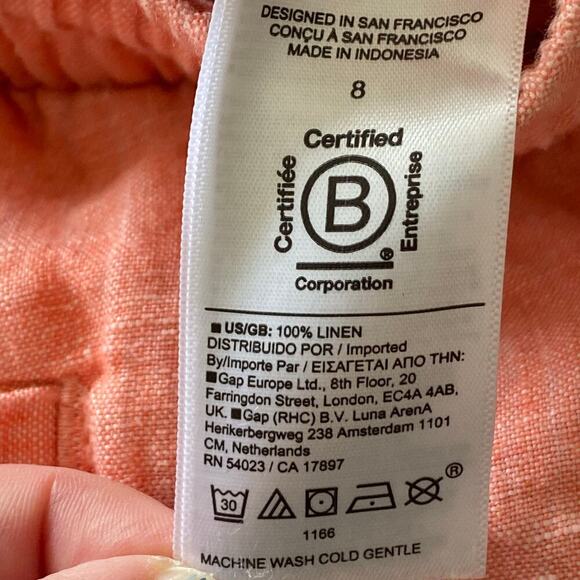 DESIGNED IN SAN FRANCISCO
CONÇU À SAN FRANCISCO
MADE IN INDONESIA
8
Certified
Certifiée
B
Entreprise
®
Corporation
■ US/GB: 100% LINEN
DISTRIBUIDO POR / Imported
By/Importe Par / ΕΙΣΑΓΕΤΑΙ ΑΠΟ ΤΗΝ:
■Gap Europe Ltd., 8th Floor, 20
Farringdon Street, London, EC4A 4AB,
UK. ■Gap (RHC) B.V. Luna ArenA
Herikerbergweg 238 Amsterdam 1101
CM, Netherlands
RN 54023 / CA 17897
30
®
1166
MACHINE WASH COLD GENTLE